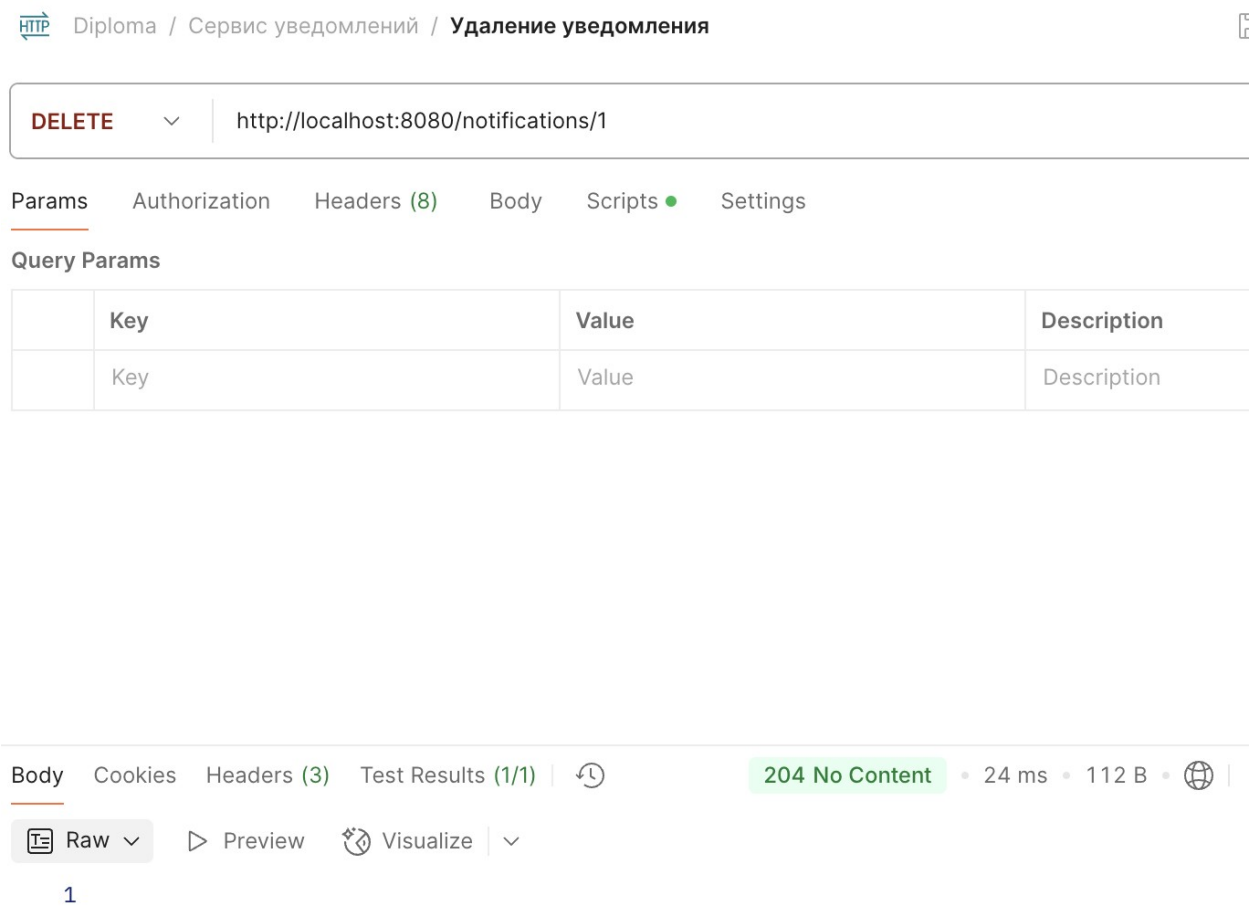 HTTP Diploma / Сервис уведомлений / Удаление уведомления
DELETE http://localhost:8080/notifications/1
Params Authorization Headers (8) Body Scripts Settings
Query Params
Key Value Description
Key Value Description
Body Cookies Headers (3) Test Results (1/1) 204 No Content 24 ms 112 B
Raw Preview Visualize
1